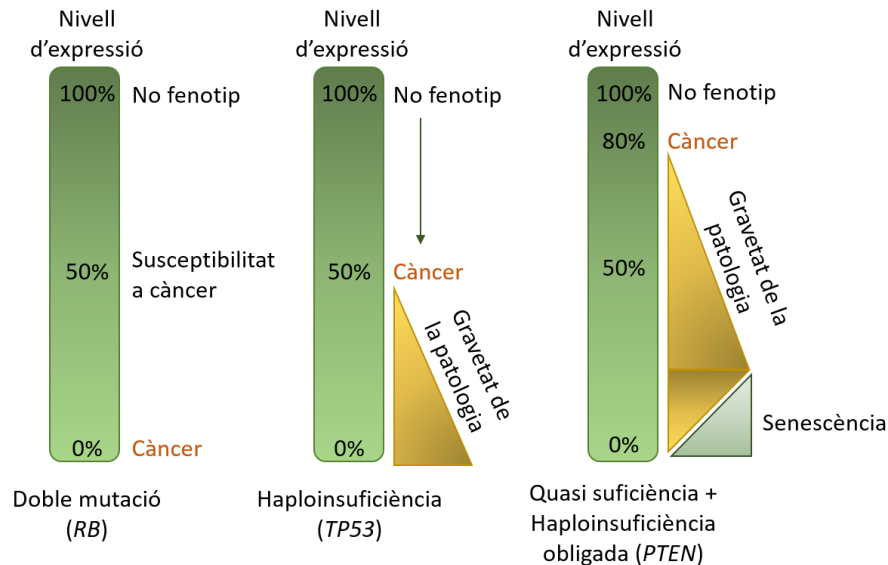 Nivell
d’expressió
100%
No fenotip
50%
Susceptibilitat
a càncer
0%
Càncer
Doble mutació
(RB)
Nivell
d’expressió
100%
No fenotip
50%
Càncer
Gravetat de
la patologia
0%
Haploinsuficiència
(TP53)
Nivell
d’expressió
100%
No fenotip
80%
Càncer
50%
Gravetat de la
patologia
0%
Senescència
Quasi suficiència +
Haploinsuficiència
obligada (PTEN)